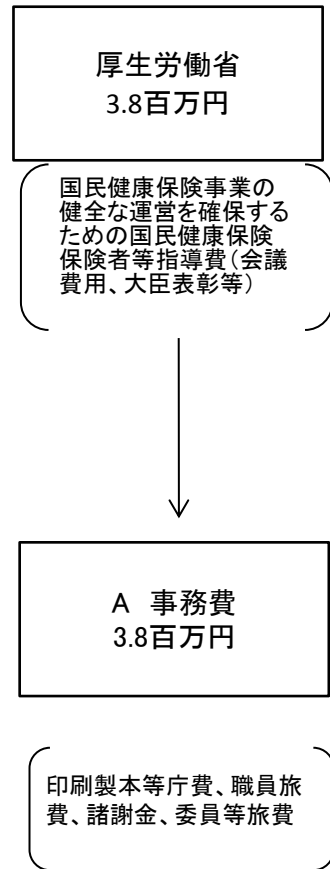 厚生労働省
3.8百万円
国民健康保険事業の
健全な運営を確保する
ための国民健康保険
保険者等指導費(会議
費用、大臣表彰等)
A 事務費
3.8百万円
印刷製本等庁費、職員旅
費、諸謝金、委員等旅費